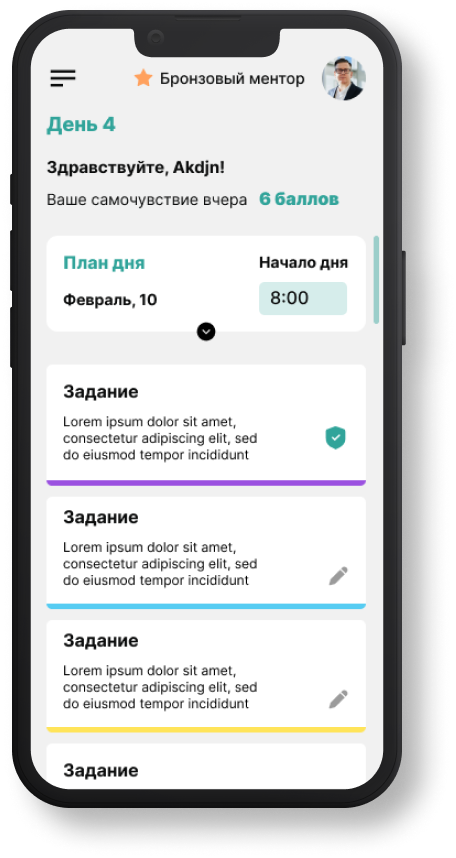 Бронзовый ментор
День 4
Здравствуйте, Akdjn!
Ваше самочувствие вчера 6 баллов
План дня Начало дня
Февраль, 10 8:00
Задание
Lorem ipsum dolor sit amet,
consectetur adipiscing elit, sed
do eiusmod tempor incididunt
Задание
Lorem ipsum dolor sit amet,
consectetur adipiscing elit, sed
do eiusmod tempor incididunt
Задание
Lorem ipsum dolor sit amet,
consectetur adipiscing elit, sed
do eiusmod tempor incididunt
Задание